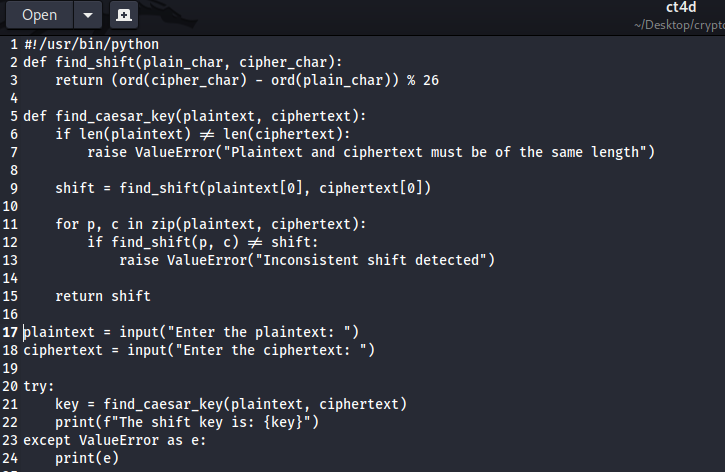 Open
ct4d
~/Desktop/crypto
1 #!/usr/bin/python
2 def find_shift(plain_char, cipher_char):
3     return (ord(cipher_char) - ord(plain_char)) % 26
4
5 def find_caesar_key(plaintext, ciphertext):
6     if len(plaintext) ≠ len(ciphertext):
7         raise ValueError("Plaintext and ciphertext must be of the same length")
8
9     shift = find_shift(plaintext[0], ciphertext[0])
10
11     for p, c in zip(plaintext, ciphertext):
12         if find_shift(p, c) ≠ shift:
13             raise ValueError("Inconsistent shift detected")
14
15     return shift
16
17 plaintext = input("Enter the plaintext: ")
18 ciphertext = input("Enter the ciphertext: ")
19
20 try:
21     key = find_caesar_key(plaintext, ciphertext)
22     print(f"The shift key is: {key}")
23 except ValueError as e:
24     print(e)